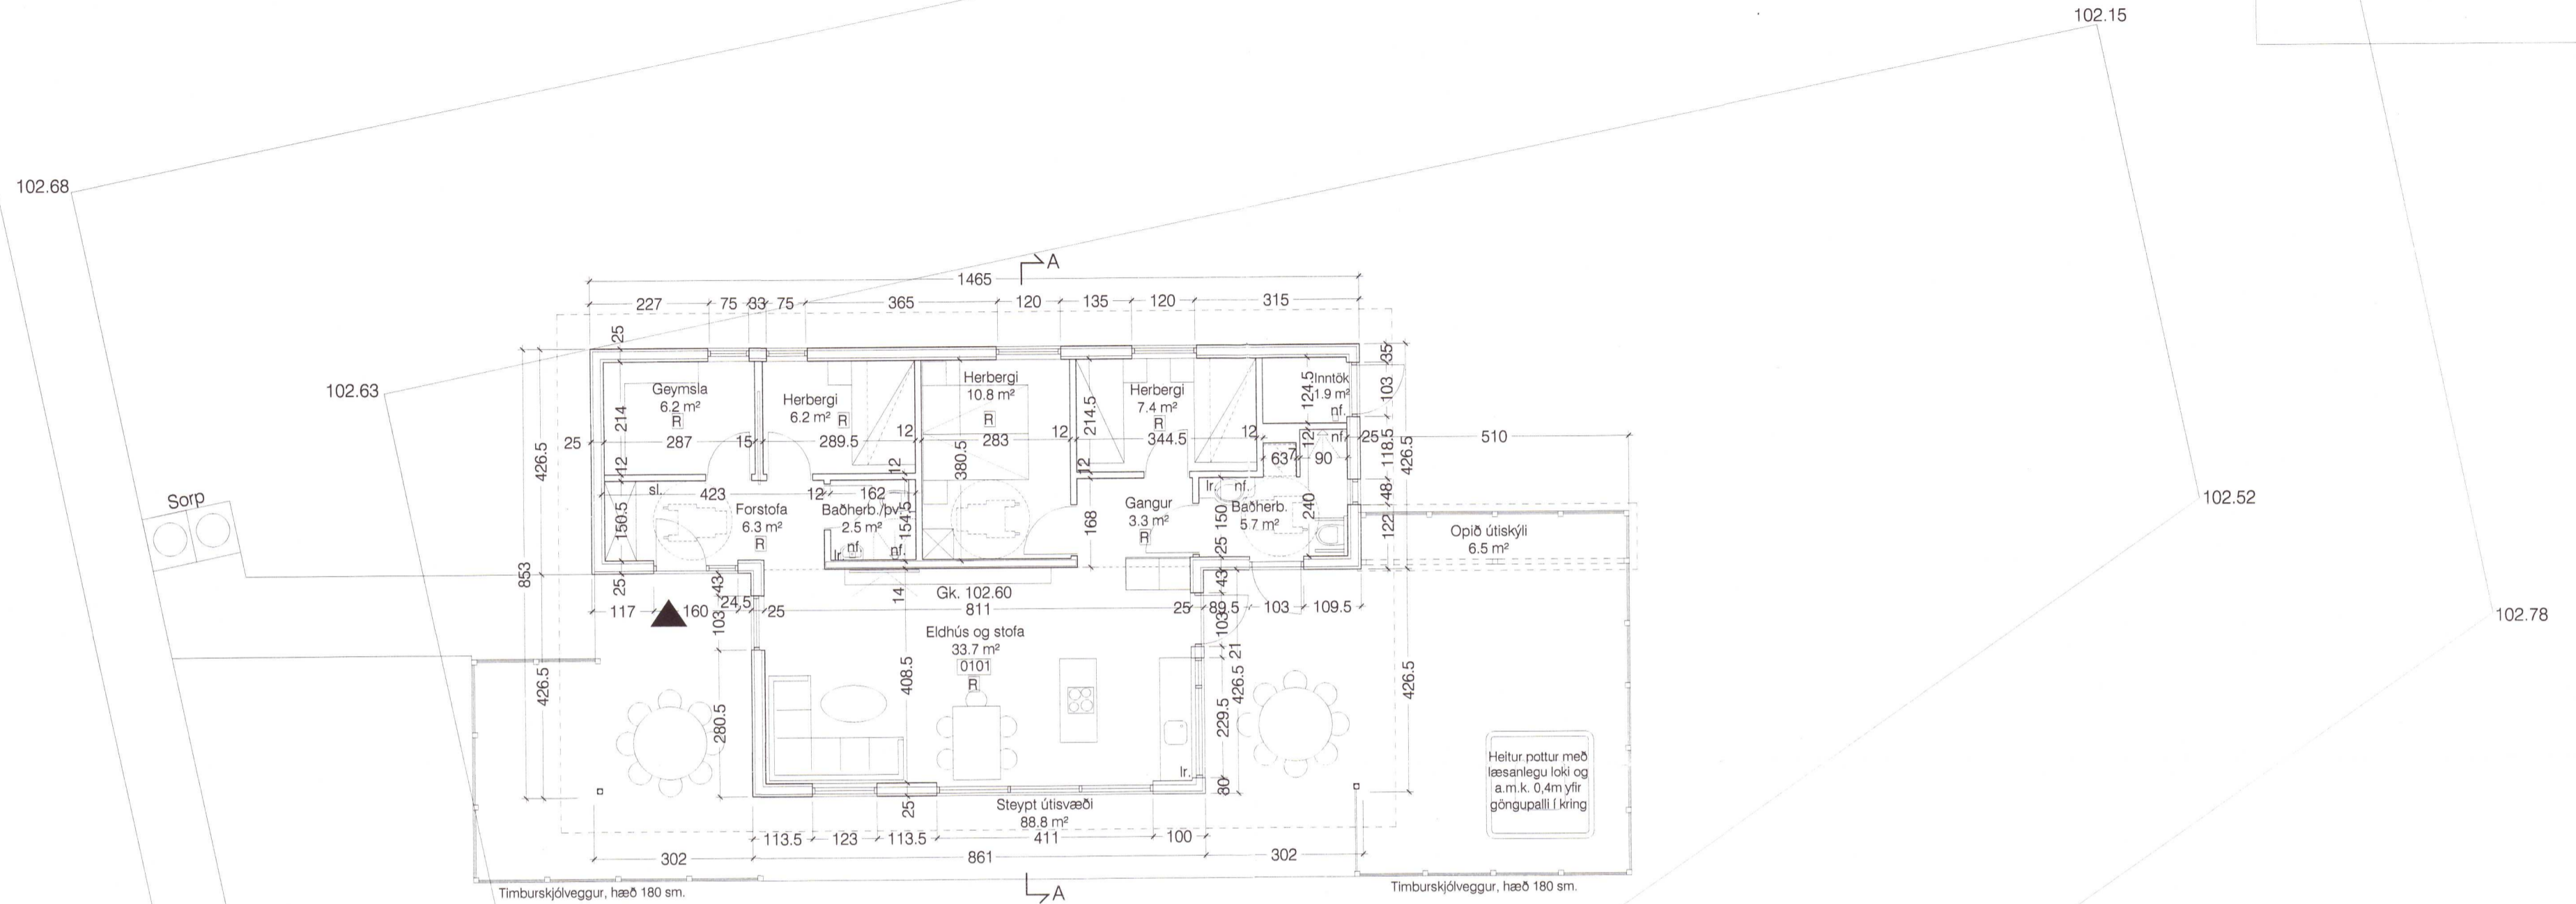 102.15
102.68
A
1465
227 75 33 75 365 120 135 120 315
25
35
102.63
Geymsla
6.2 m²
R
Herbergi
6.2 m²
R
Herbergi
10.8 m²
R
Herbergi
7.4 m²
R
Inntök
1.9 m²
nf.
124.5
103
214
214.5
25 287 15 289.5 12 283 12 344.5 12
25
510
380.5
12
12
12
12
63
7
90
nf.
118.5
426.5
426.5
426.5
Sorp
sl.
423
12
162
lr.
nf.
48
240
102.52
150.5
Forstofa
6.3 m²
R
Baðherb./þv.
2.5 m²
154.5
lr.
nf.
nf.
168
Gangur
3.3 m²
R
150
Baðherb.
5.7 m²
122
Opið útiskýli
6.5 m²
853
25
25
43
14
43
Gk. 102.60
117
160
24,5
25
811
25
89.5
103
109.5
103
103
102.78
Eldhús og stofa
33.7 m²
0101
R
21
426.5
408.5
426.5
426.5
280.5
229.5
Heitur pottur með
læsanlegu loki og
a.m.k. 0,4m yfir
göngupalli í kring
lr.
80
25
Steypt útisvæði
88.8 m²
113.5 123 113.5 411 100
302 861 302
A
Timburskjólveggur, hæð 180 sm.
Timburskjólveggur, hæð 180 sm.